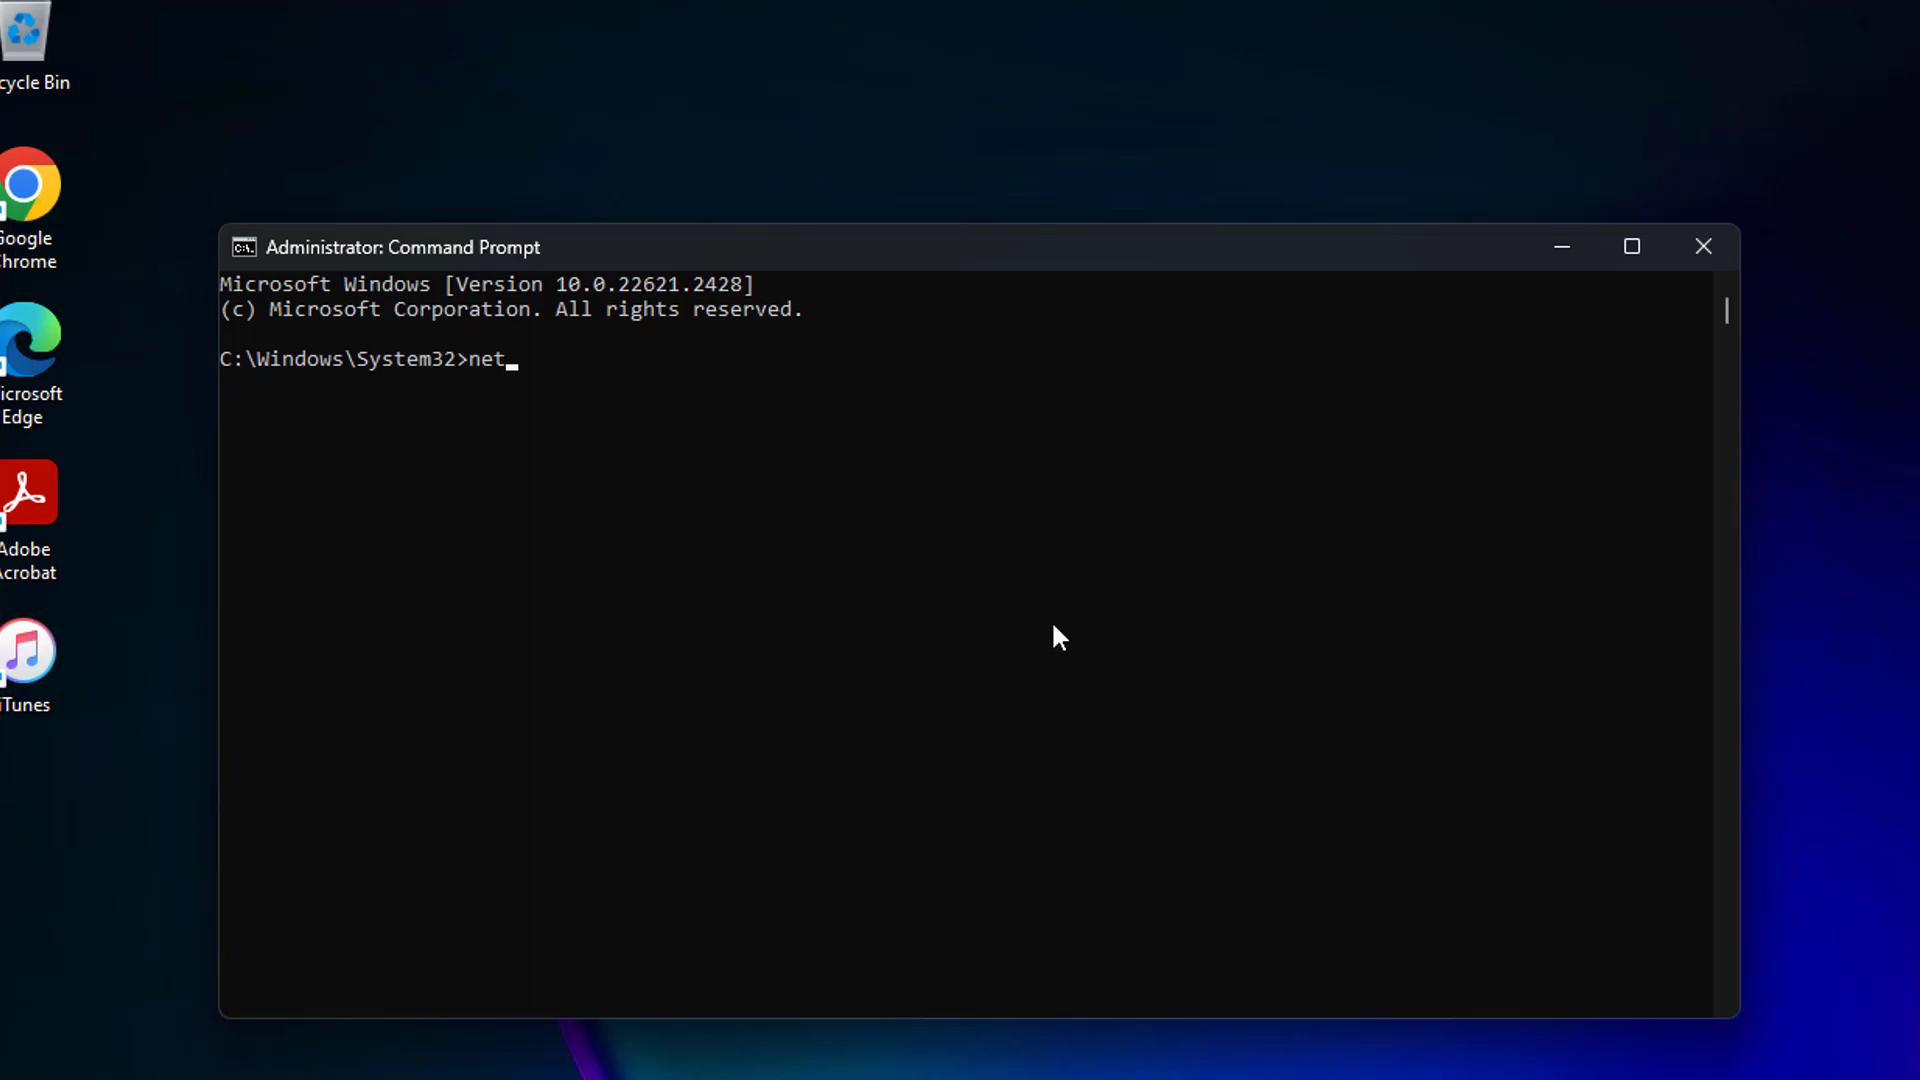 cycle Bin
Google
Chrome
icrosoft
Edge
Adobe
Acrobat
iTunes
Administrator: Command Prompt
Microsoft Windows [Version 10.0.22621.2428]
(c) Microsoft Corporation. All rights reserved.
C:\Windows\System32>net